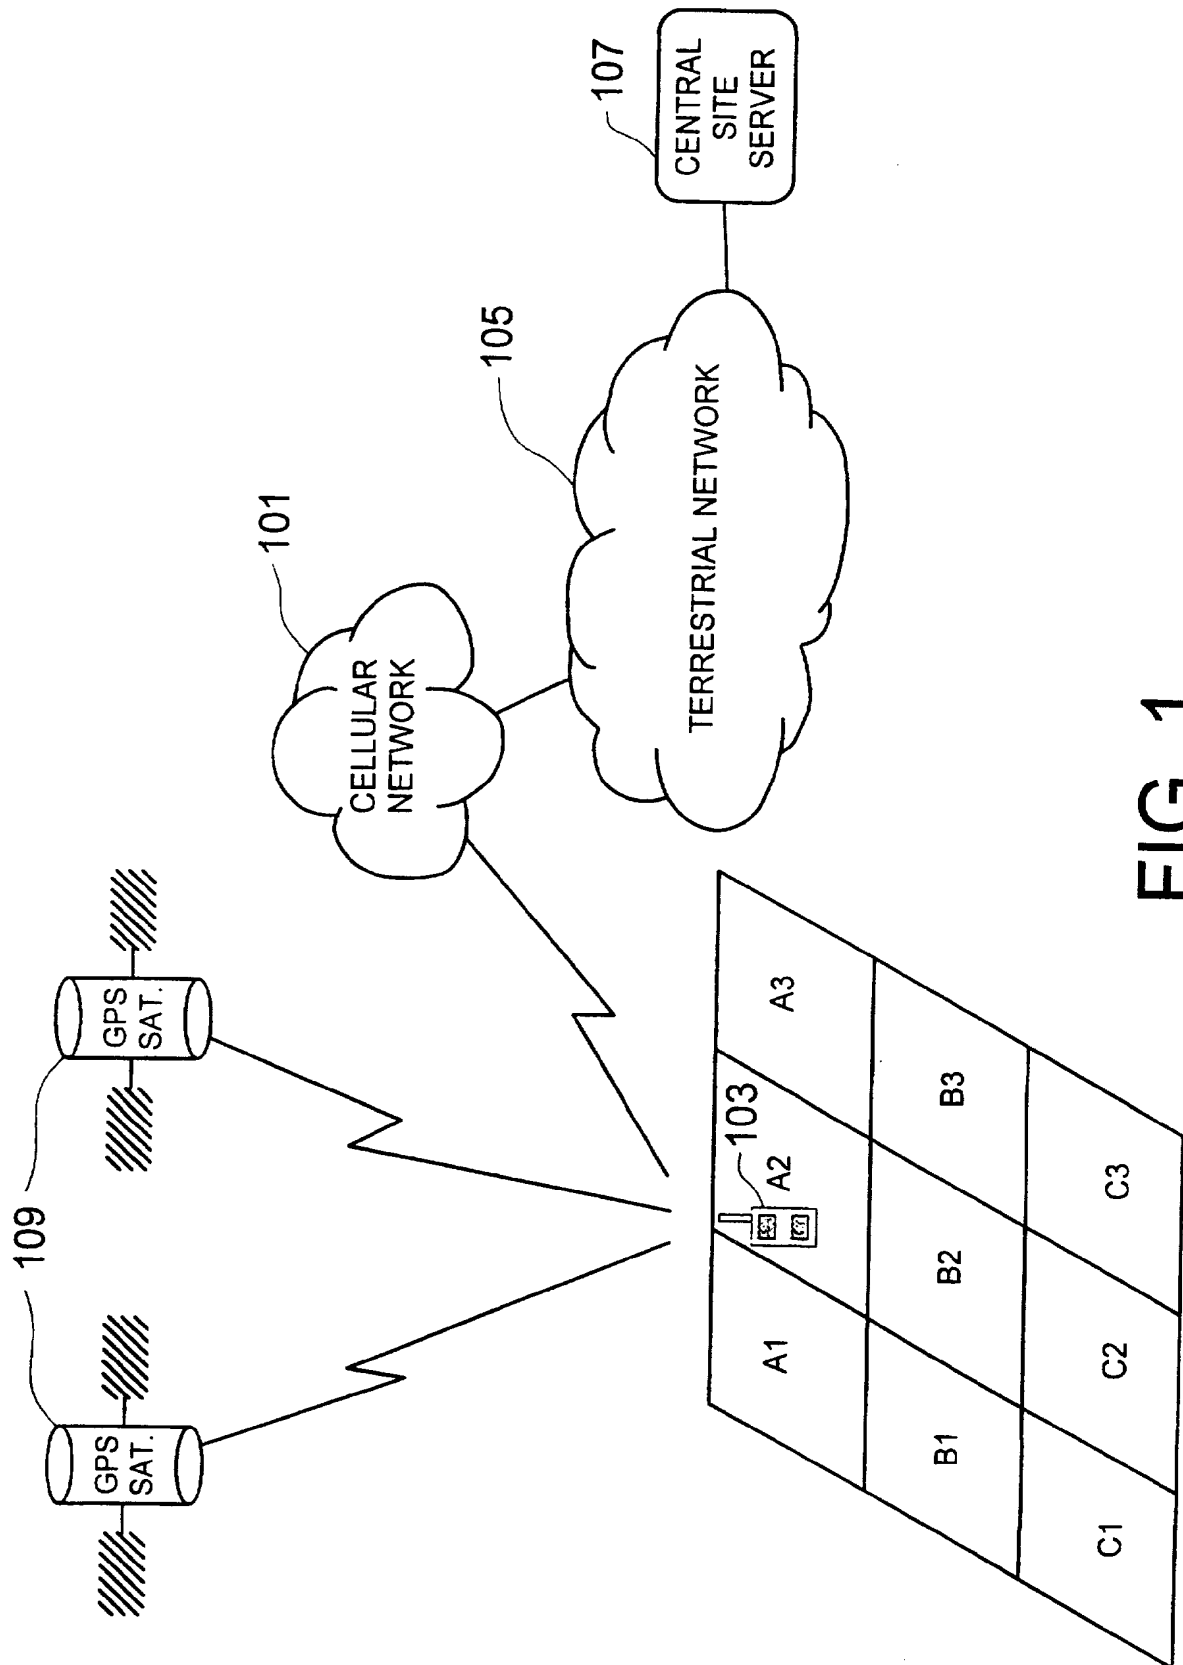 109
GPS
SAT.
GPS
SAT.
101
CELLULAR
NETWORK
105
TERRESTRIAL NETWORK
107
CENTRAL
SITE
SERVER
103
A1
A2
A3
B1
B2
B3
C1
C2
C3
FIG. 1